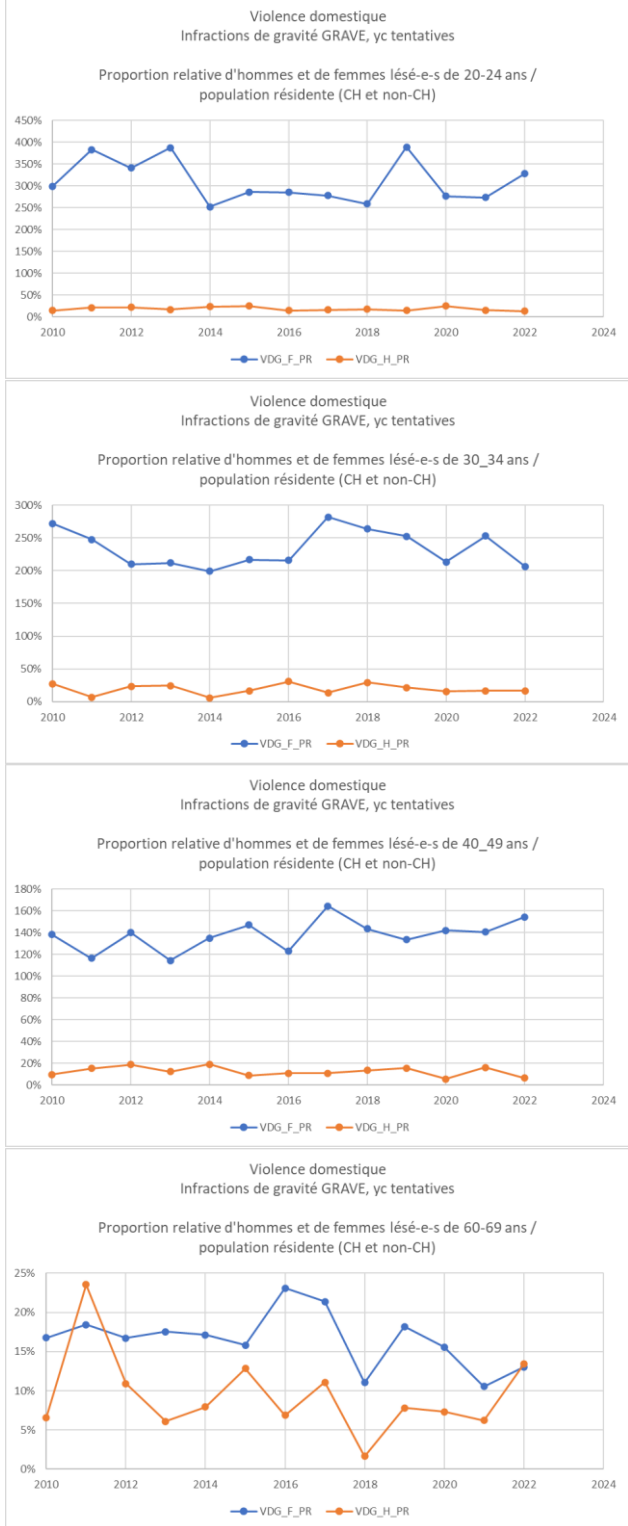 Violence domestique
Infractions de gravité GRAVE, yc tentatives
Proportion relative d'hommes et de femmes lésé-e-s de 20-24 ans /
population résidente (CH et non-CH)
450%
400%
350%
300%
250%
200%
150%
100%
50%
0%
2010 2012 2014 2016 2018 2020 2022 2024
VDG_F_PR VDG_H_PR
Violence domestique
Infractions de gravité GRAVE, yc tentatives
Proportion relative d'hommes et de femmes lésé-e-s de 30_34 ans /
population résidente (CH et non-CH)
300%
250%
200%
150%
100%
50%
0%
2010 2012 2014 2016 2018 2020 2022 2024
VDG_F_PR VDG_H_PR
Violence domestique
Infractions de gravité GRAVE, yc tentatives
Proportion relative d'hommes et de femmes lésé-e-s de 40_49 ans /
population résidente (CH et non-CH)
180%
160%
140%
120%
100%
80%
60%
40%
20%
0%
2010 2012 2014 2016 2018 2020 2022 2024
VDG_F_PR VDG_H_PR
Violence domestique
Infractions de gravité GRAVE, yc tentatives
Proportion relative d'hommes et de femmes lésé-e-s de 60-69 ans /
population résidente (CH et non-CH)
25%
20%
15%
10%
5%
0%
2010 2012 2014 2016 2018 2020 2022 2024
VDG_F_PR VDG_H_PR